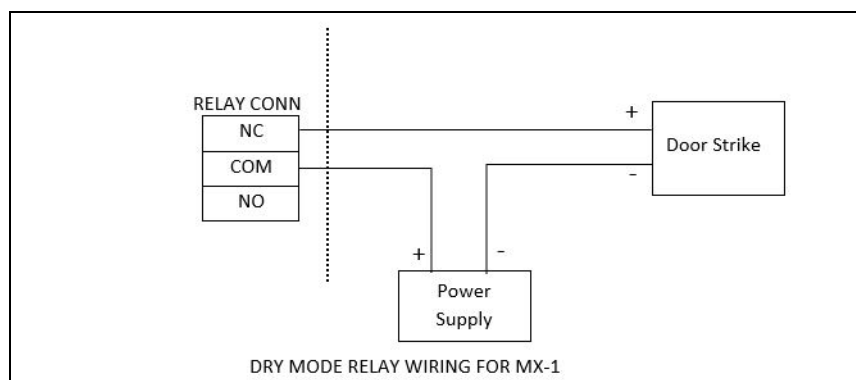 RELAY CONN
NC
COM
NO
+
-
Door Strike
+
-
Power
Supply
DRY MODE RELAY WIRING FOR MX-1